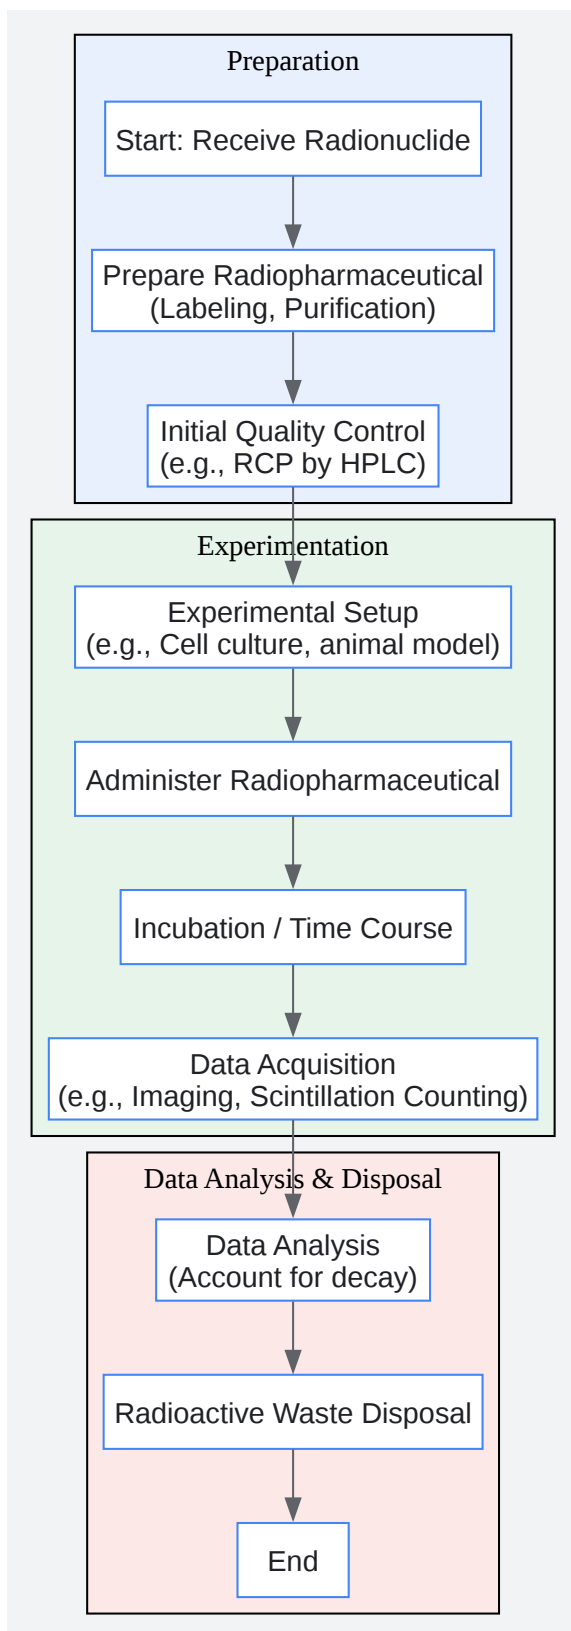 Preparation
Start: Receive Radionuclide
Prepare Radiopharmaceutical
(Labeling, Purification)
Initial Quality Control
(e.g., RCP by HPLC)
Experimentation
Experimental Setup
(e.g., Cell culture, animal model)
Administer Radiopharmaceutical
Incubation / Time Course
Data Acquisition
(e.g., Imaging, Scintillation Counting)
Data Analysis & Disposal
Data Analysis
(Account for decay)
Radioactive Waste Disposal
End